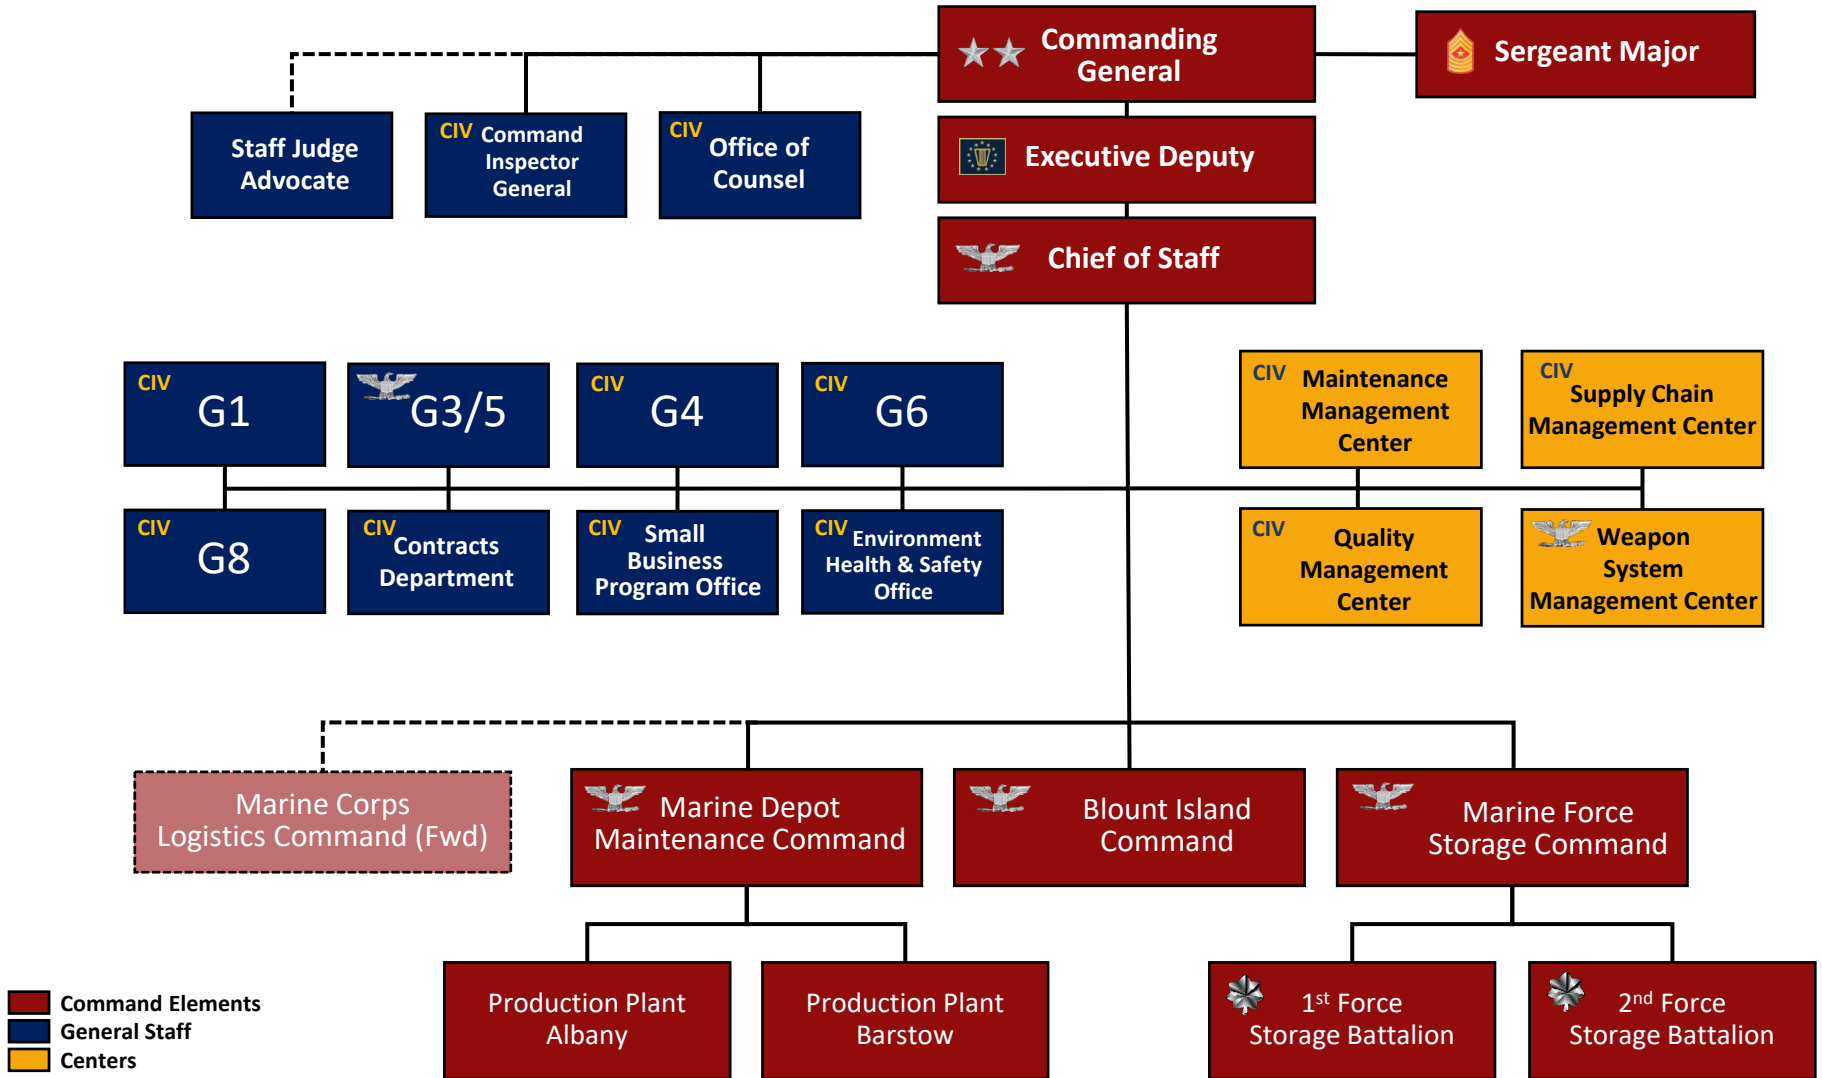 Commanding
General
Sergeant Major
Staff Judge
Advocate
CIV Command
Inspector
General
CIV Office of
Counsel
Executive Deputy
Chief of Staff
CIV
G1
G3/5
CIV
G4
CIV
G6
CIV Maintenance
Management
Center
CIV
Supply Chain
Management Center
CIV
G8
CIV
Contracts
Department
CIV Small
Business
Program Office
CIV Environment
Health & Safety
Office
CIV Quality
Management
Center
Weapon
System
Management Center
Marine Corps
Logistics Command (Fwd)
Marine Depot
Maintenance Command
Blount Island
Command
Marine Force
Storage Command
Production Plant
Albany
Production Plant
Barstow
1st Force
Storage Battalion
2nd Force
Storage Battalion
Command Elements
General Staff
Centers